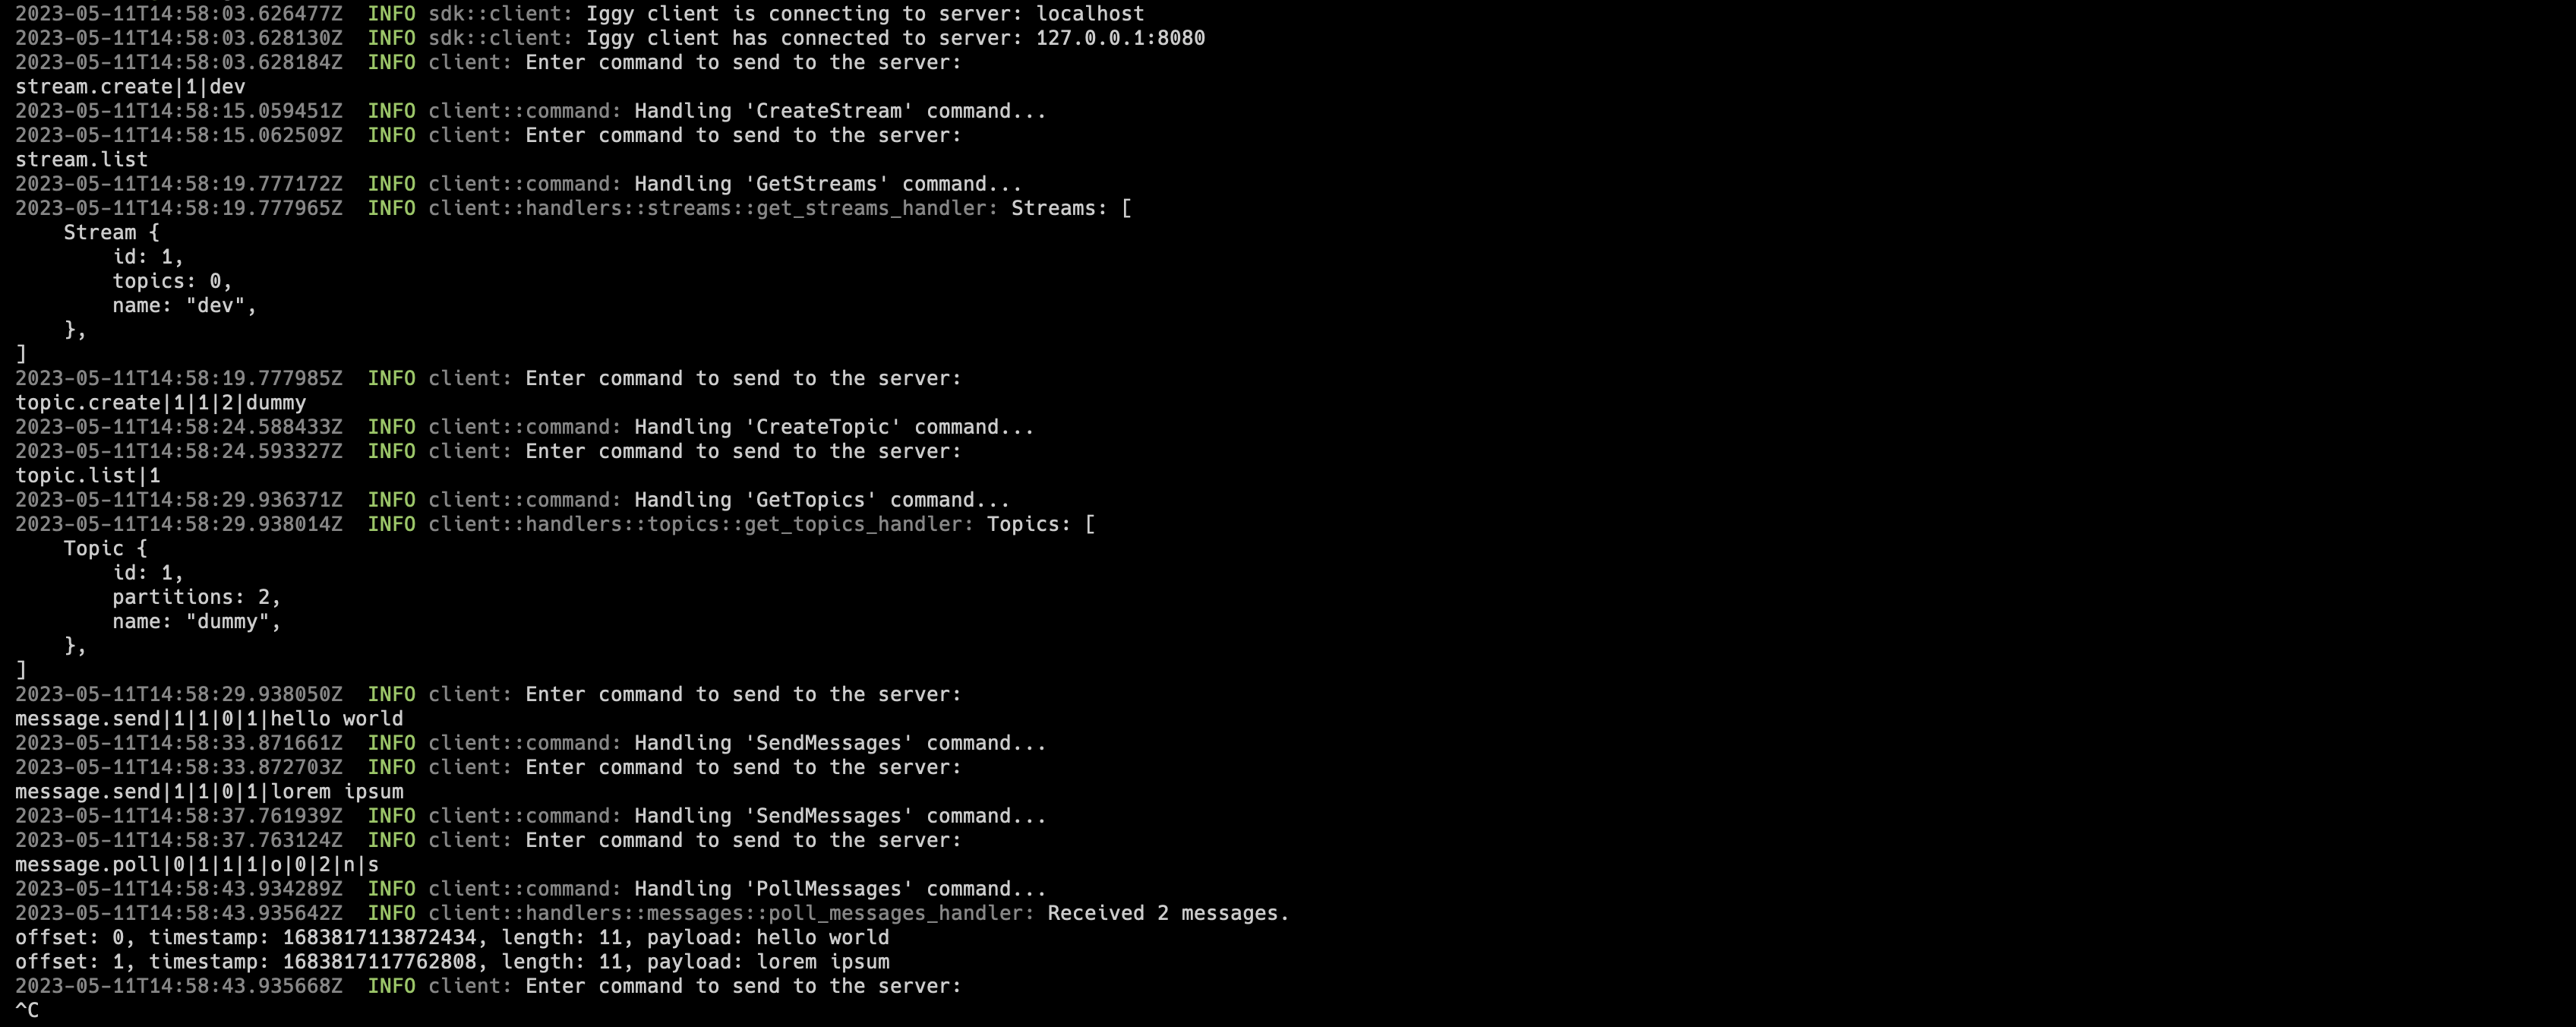 2023-05-11T14:58:03.626477Z  INFO sdk::client: Iggy client is connecting to server: localhost
2023-05-11T14:58:03.628130Z  INFO sdk::client: Iggy client has connected to server: 127.0.0.1:8080
2023-05-11T14:58:03.628184Z  INFO client: Enter command to send to the server:
stream.create|1|dev
2023-05-11T14:58:15.059451Z  INFO client::command: Handling 'CreateStream' command...
2023-05-11T14:58:15.062509Z  INFO client: Enter command to send to the server:
stream.list
2023-05-11T14:58:19.777172Z  INFO client::command: Handling 'GetStreams' command...
2023-05-11T14:58:19.777965Z  INFO client::handlers::streams::get_streams_handler: Streams: [
    Stream {
        id: 1,
        topics: 0,
        name: "dev",
    },
]
2023-05-11T14:58:19.777985Z  INFO client: Enter command to send to the server:
topic.create|1|1|2|dummy
2023-05-11T14:58:24.588433Z  INFO client::command: Handling 'CreateTopic' command...
2023-05-11T14:58:24.593327Z  INFO client: Enter command to send to the server:
topic.list|1
2023-05-11T14:58:29.936371Z  INFO client::command: Handling 'GetTopics' command...
2023-05-11T14:58:29.938014Z  INFO client::handlers::topics::get_topics_handler: Topics: [
    Topic {
        id: 1,
        partitions: 2,
        name: "dummy",
    },
]
2023-05-11T14:58:29.938050Z  INFO client: Enter command to send to the server:
message.send|1|1|0|1|hello world
2023-05-11T14:58:33.871661Z  INFO client::command: Handling 'SendMessages' command...
2023-05-11T14:58:33.872703Z  INFO client: Enter command to send to the server:
message.send|1|1|0|1|lorem ipsum
2023-05-11T14:58:37.761939Z  INFO client::command: Handling 'SendMessages' command...
2023-05-11T14:58:37.763124Z  INFO client: Enter command to send to the server:
message.poll|0|1|1|1|o|0|2|n|s
2023-05-11T14:58:43.934289Z  INFO client::command: Handling 'PollMessages' command...
2023-05-11T14:58:43.935642Z  INFO client::handlers::messages::poll_messages_handler: Received 2 messages.
offset: 0, timestamp: 1683817113872434, length: 11, payload: hello world
offset: 1, timestamp: 1683817117762808, length: 11, payload: lorem ipsum
2023-05-11T14:58:43.935668Z  INFO client: Enter command to send to the server:
^C